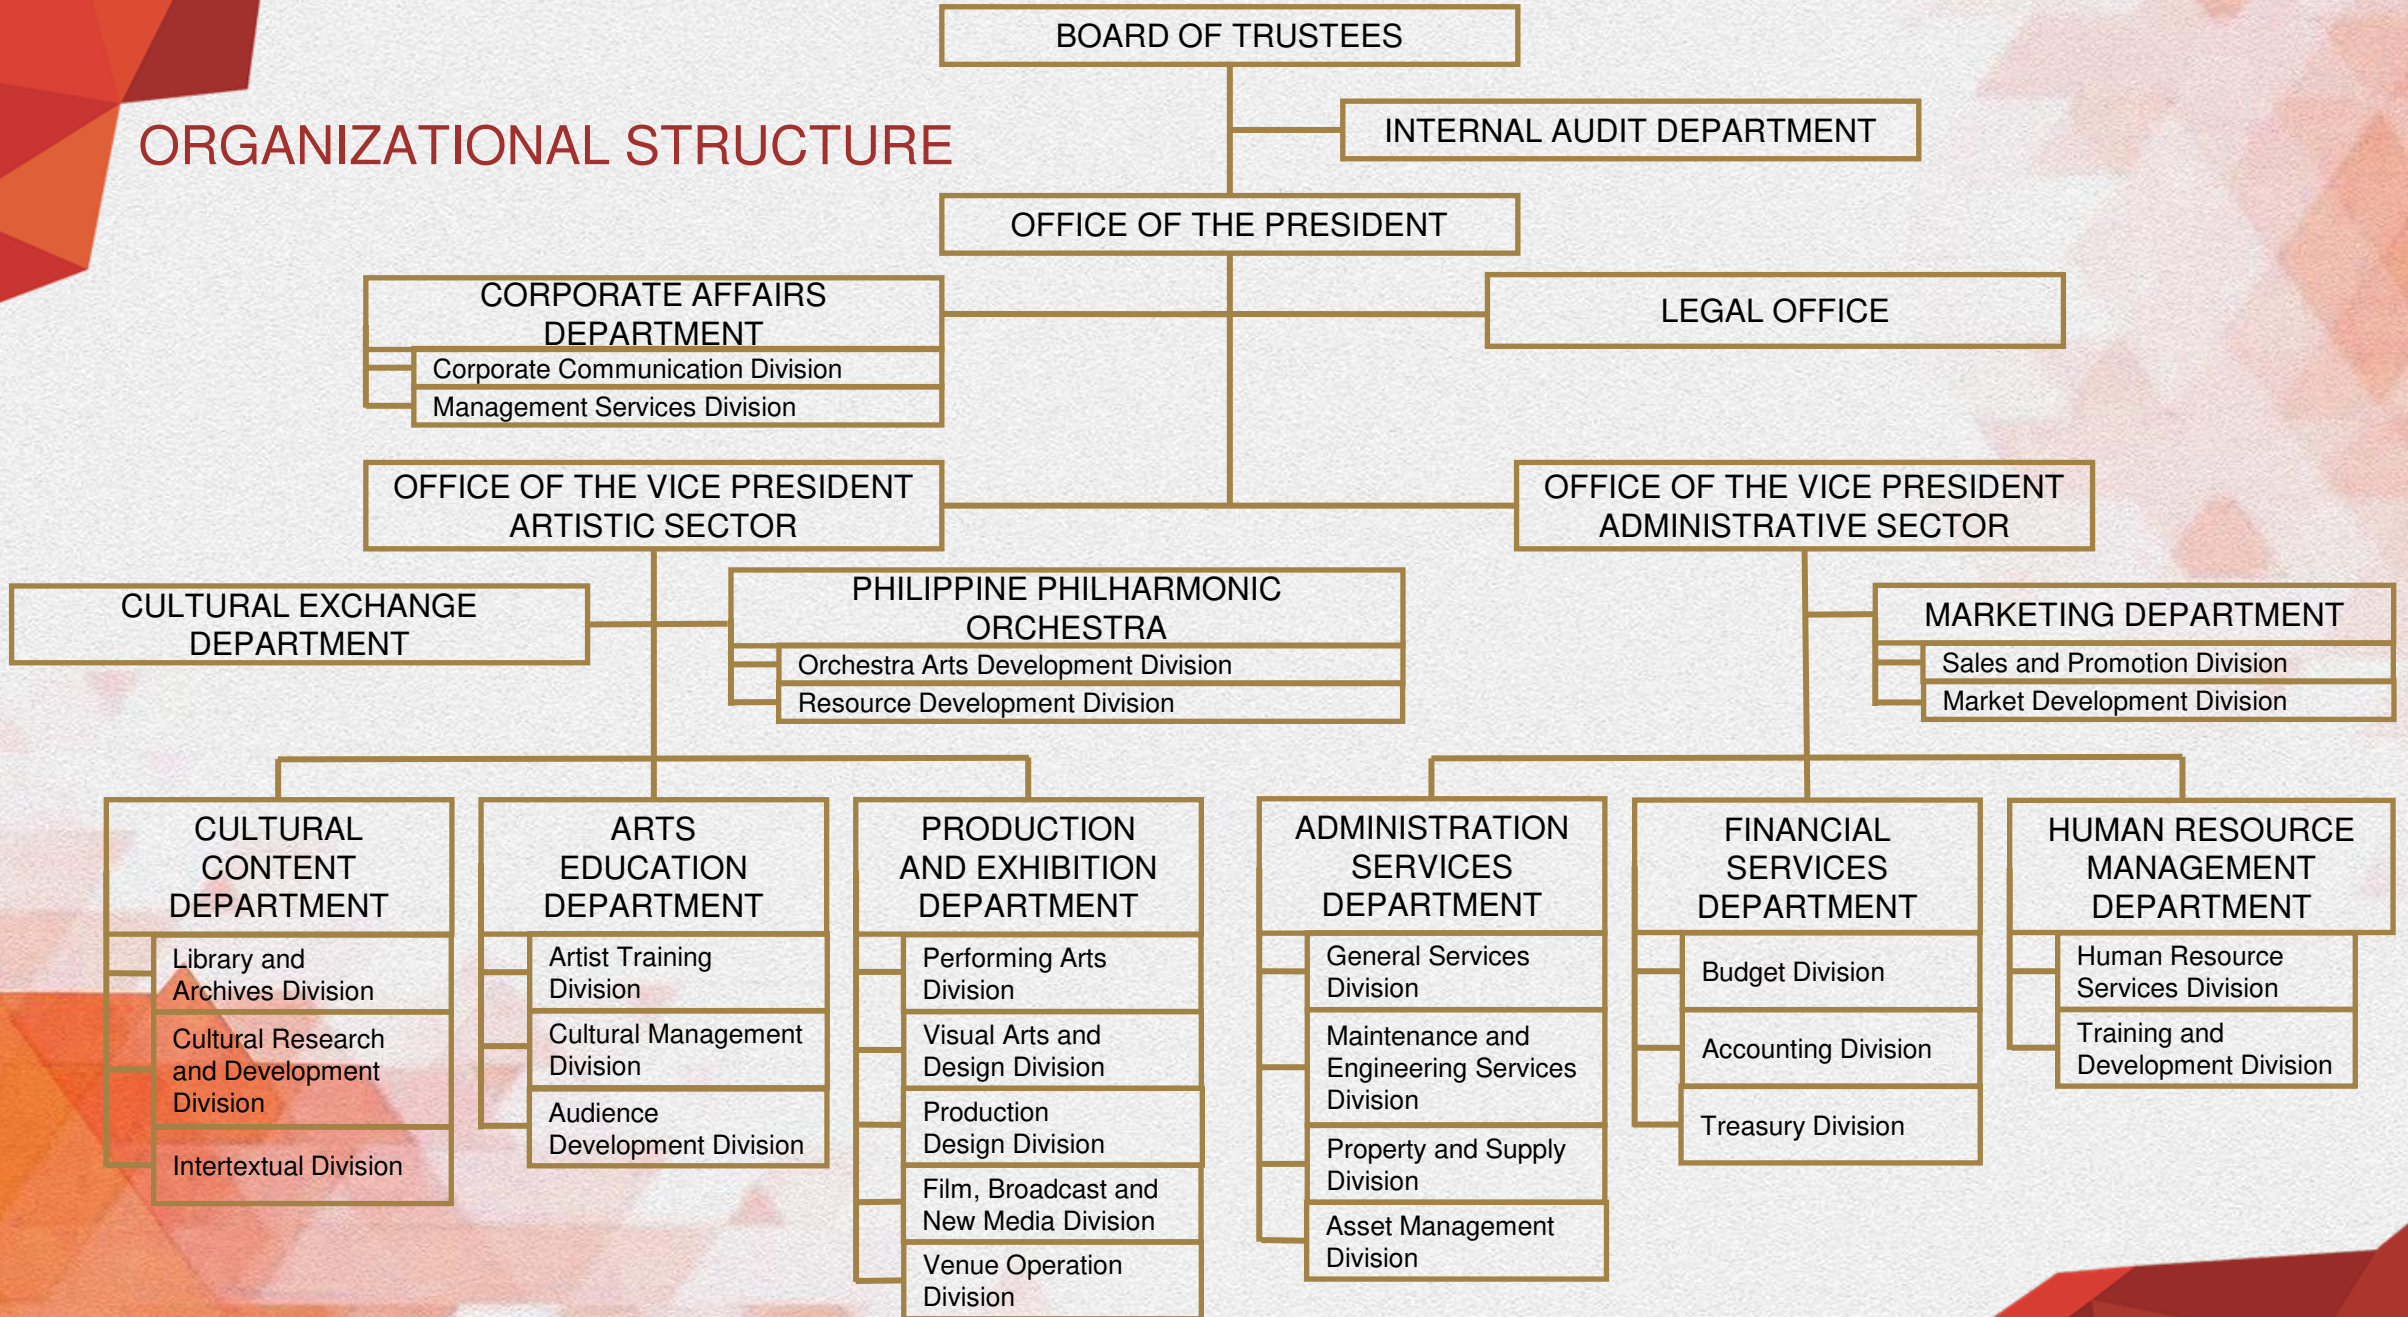 BOARD OF TRUSTEES
INTERNAL AUDIT DEPARTMENT
ORGANIZATIONAL STRUCTURE
OFFICE OF THE PRESIDENT
CORPORATE AFFAIRS
DEPARTMENT
Corporate Communication Division
Management Services Division
LEGAL OFFICE
OFFICE OF THE VICE PRESIDENT
ARTISTIC SECTOR
OFFICE OF THE VICE PRESIDENT
ADMINISTRATIVE SECTOR
CULTURAL EXCHANGE
DEPARTMENT
PHILIPPINE PHILHARMONIC
ORCHESTRA
Orchestra Arts Development Division
Resource Development Division
MARKETING DEPARTMENT
Sales and Promotion Division
Market Development Division
CULTURAL
CONTENT
DEPARTMENT
Library and
Archives Division
Cultural Research
and Development
Division
Intertextual Division
ARTS
EDUCATION
DEPARTMENT
Artist Training
Division
Cultural Management
Division
Audience
Development Division
PRODUCTION
AND EXHIBITION
DEPARTMENT
Performing Arts
Division
Visual Arts and
Design Division
Production
Design Division
Film, Broadcast and
New Media Division
Venue Operation
Division
ADMINISTRATION
SERVICES
DEPARTMENT
General Services
Division
Maintenance and
Engineering Services
Division
Property and Supply
Division
Asset Management
Division
FINANCIAL
SERVICES
DEPARTMENT
Budget Division
Accounting Division
Treasury Division
HUMAN RESOURCE
MANAGEMENT
DEPARTMENT
Human Resource
Services Division
Training and
Development Division